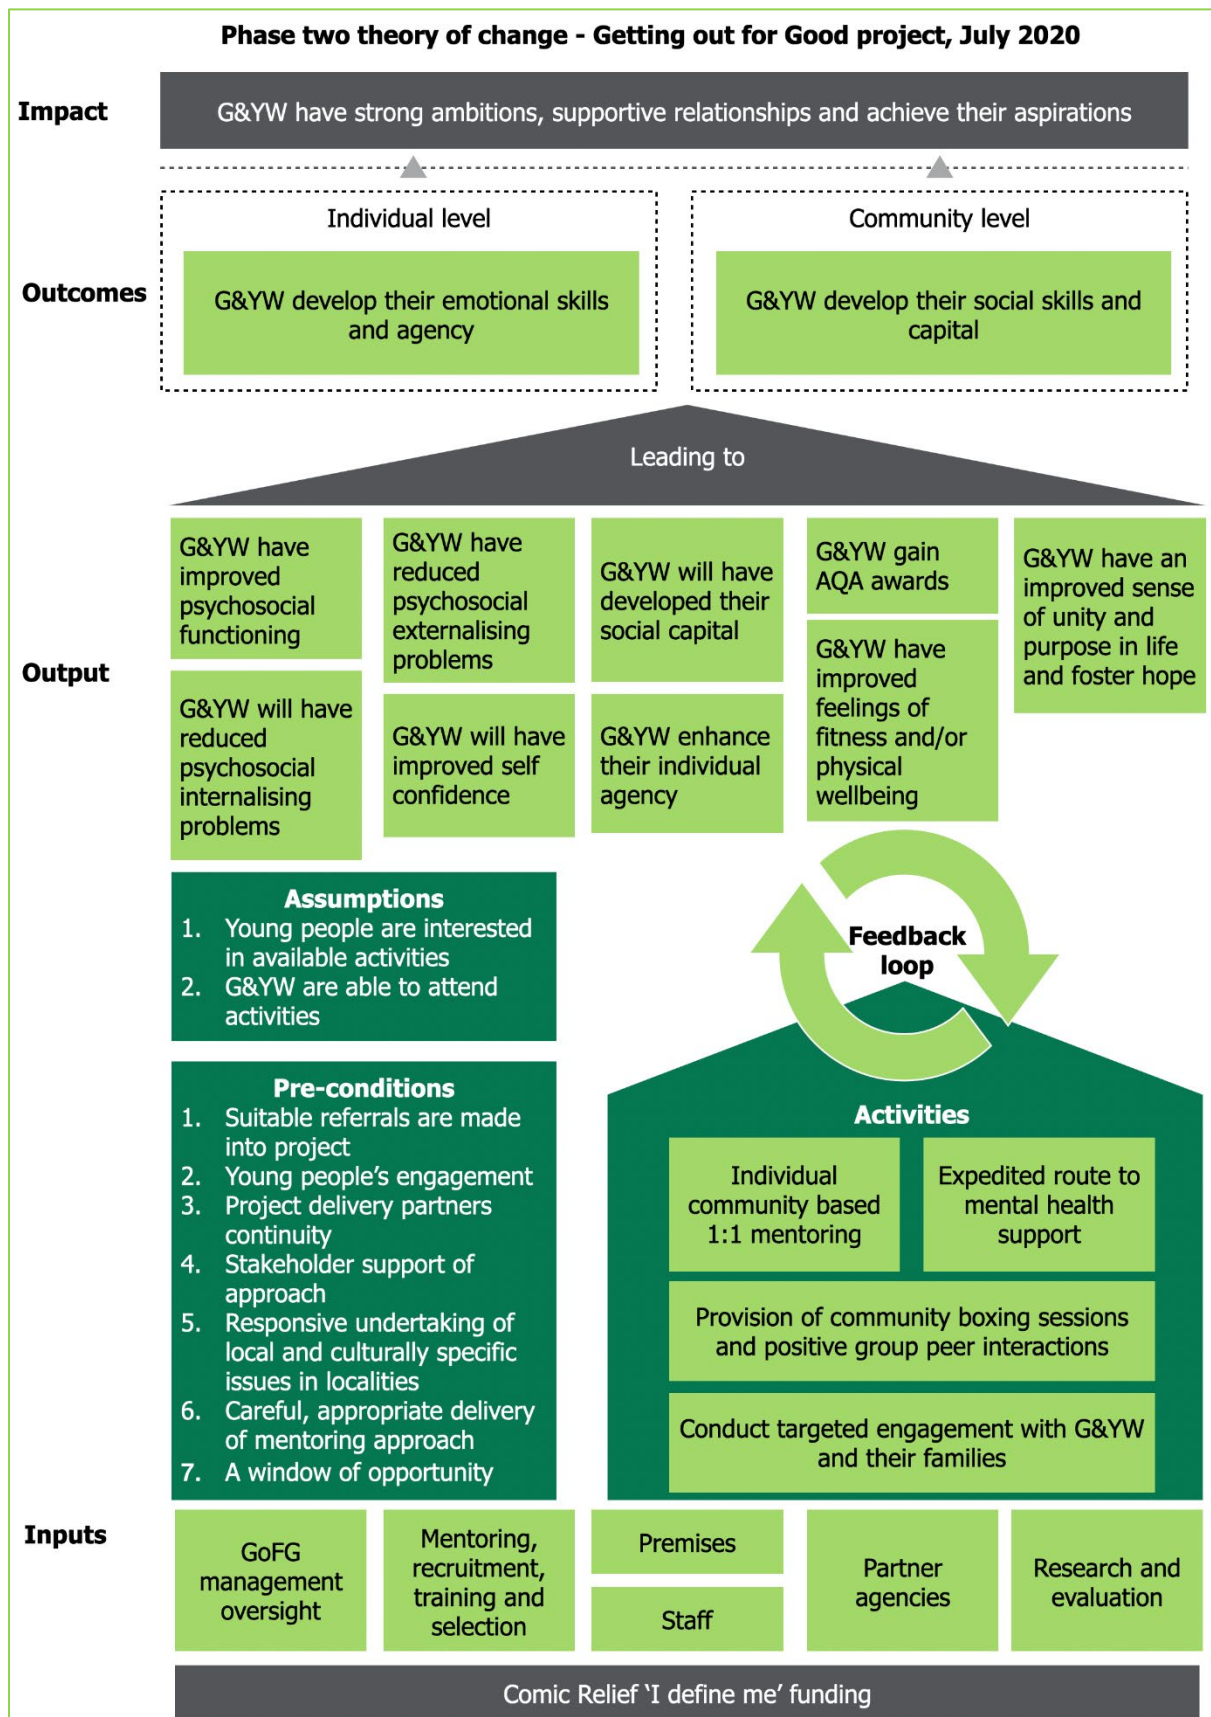 Phase two theory of change - Getting out for Good project, July 2020
Impact
G&YW have strong ambitions, supportive relationships and achieve their aspirations
Outcomes
Individual level
G&YW develop their emotional skills
and agency
Community level
G&YW develop their social skills and
capital
Leading to
Output
G&YW have
improved
psychosocial
functioning
G&YW will have
reduced
psychosocial
internalising
problems
G&YW have
reduced
psychosocial
externalising
problems
G&YW will have
improved self
confidence
G&YW will have
developed their
social capital
G&YW enhance
their individual
agency
G&YW gain
AQA awards
G&YW have
improved
feelings of
fitness and/or
physical
wellbeing
G&YW have an
improved sense
of unity and
purpose in life
and foster hope
Assumptions
1. Young people are interested
in available activities
2. G&YW are able to attend
activities
Feedback
loop
Pre-conditions
1. Suitable referrals are made
into project
2. Young people’s engagement
3. Project delivery partners
continuity
4. Stakeholder support of
approach
5. Responsive undertaking of
local and culturally specific
issues in localities
6. Careful, appropriate delivery
of mentoring approach
7. A window of opportunity
Activities
Individual
community based
1:1 mentoring
Expedited route to
mental health
support
Provision of community boxing sessions
and positive group peer interactions
Conduct targeted engagement with G&YW
and their families
Inputs
GoFG
management
oversight
Mentoring,
recruitment,
training and
selection
Premises
Staff
Partner
agencies
Research and
evaluation
Comic Relief ‘I define me’ funding